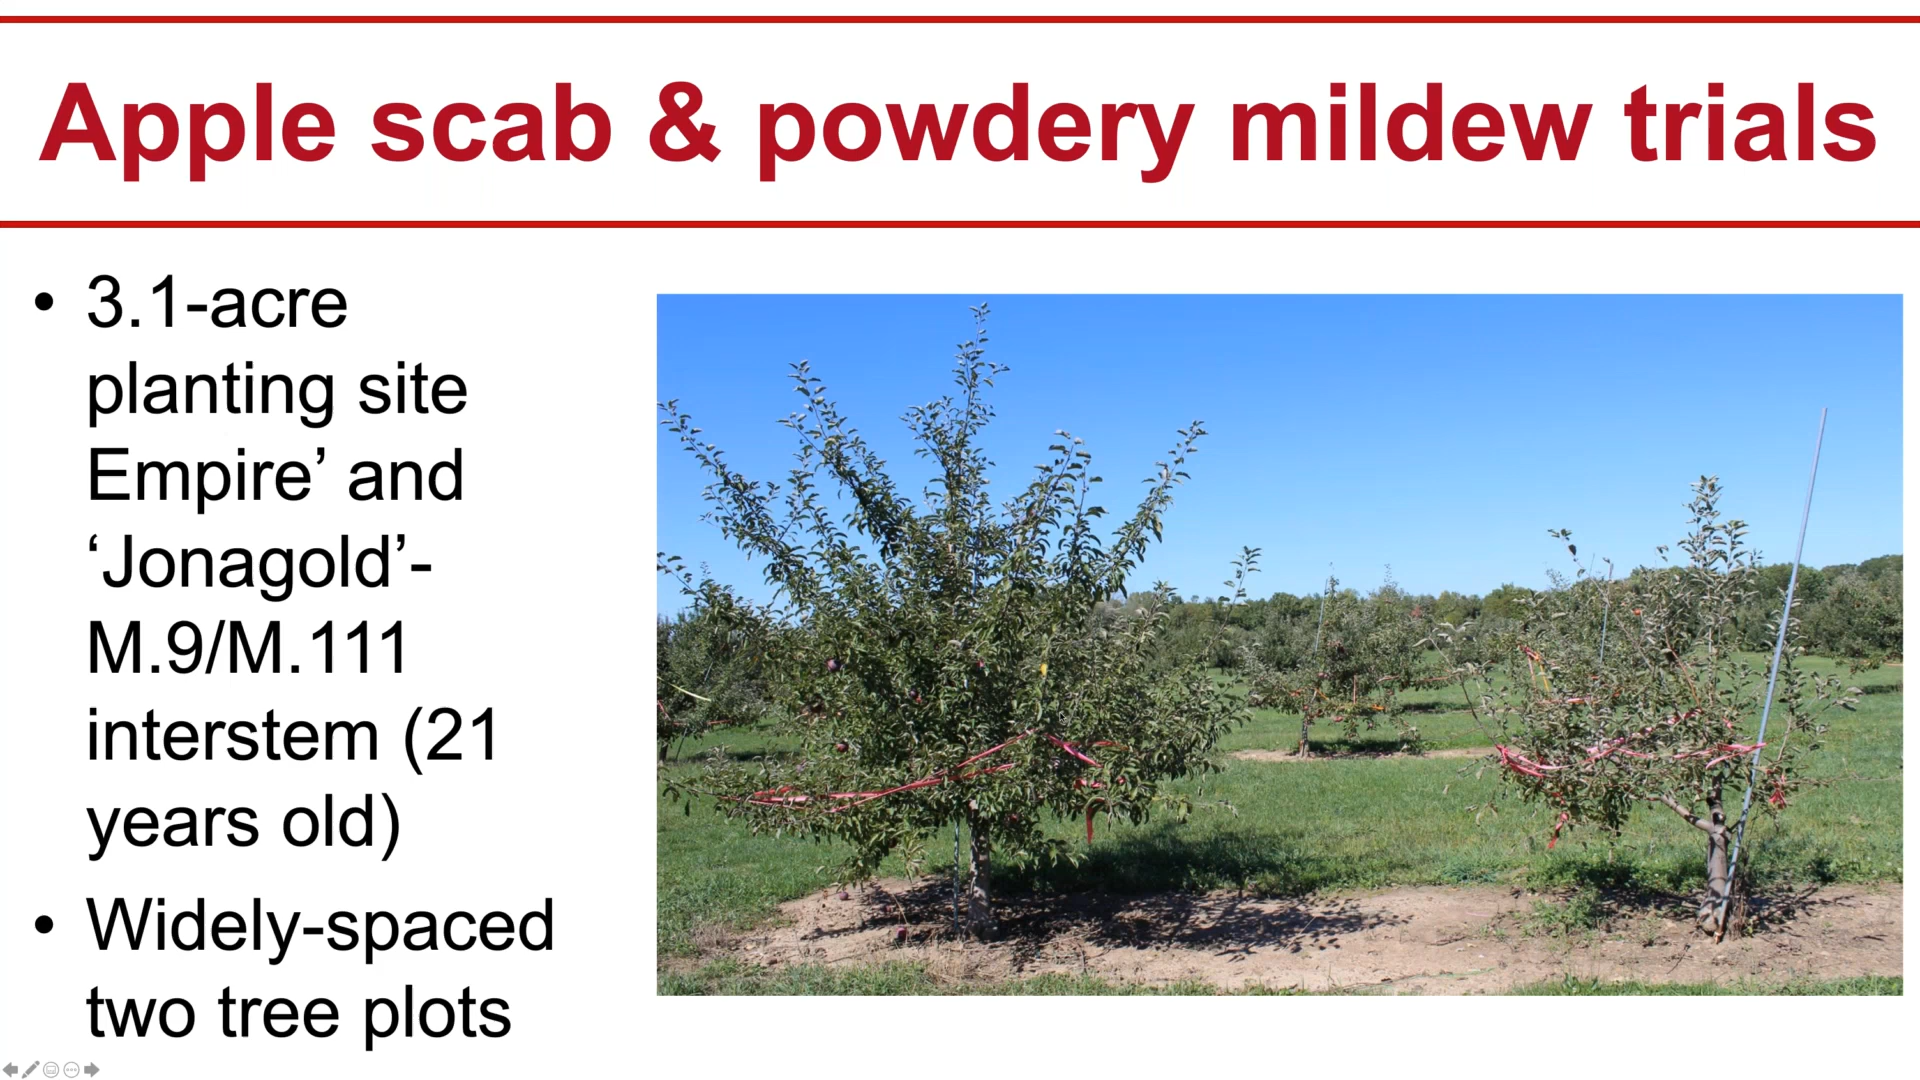 Apple scab & powdery mildew trials
• 3.1-acre
planting site
Empire’ and
‘Jonagold’-
M.9/M.111
interstem (21
years old)
• Widely-spaced
two tree plots